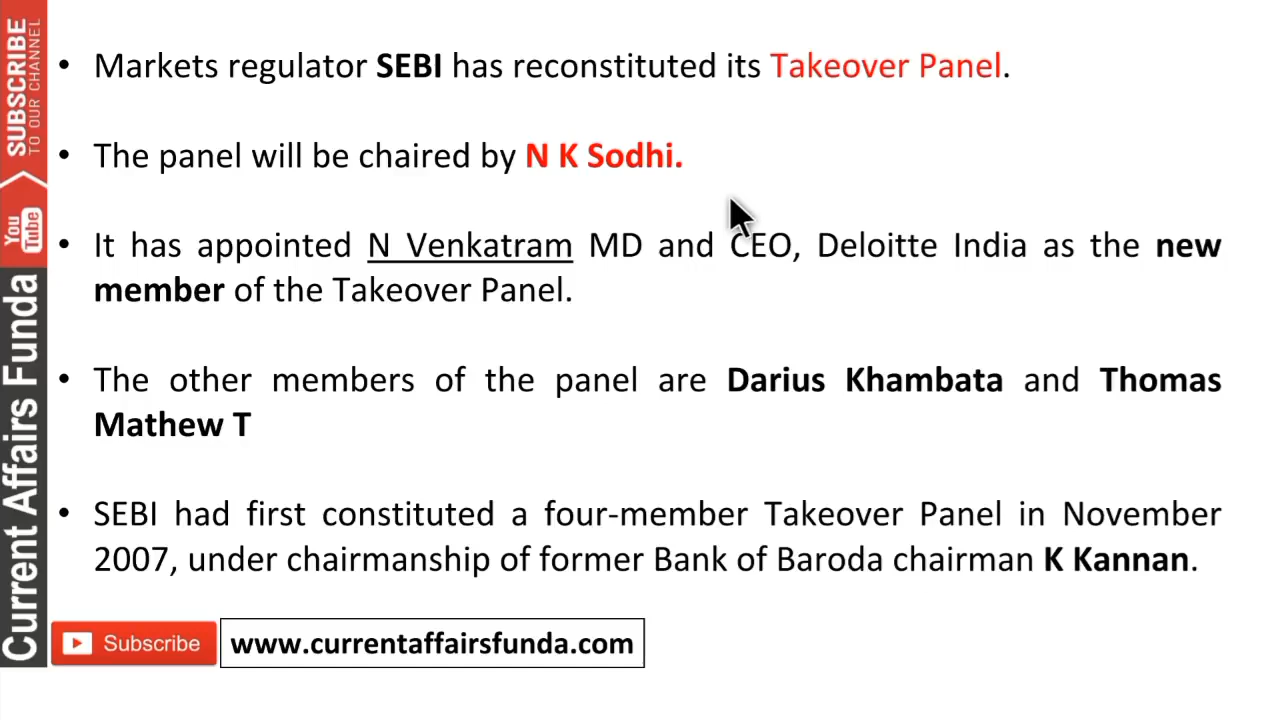 SUBSCRIBE
TO OUR CHANNEL
You
Tube
Current Affairs Funda
• Markets regulator SEBI has reconstituted its Takeover Panel.
• The panel will be chaired by N K Sodhi.
• It has appointed N Venkatram MD and CEO, Deloitte India as the new
member of the Takeover Panel.
• The other members of the panel are Darius Khambata and Thomas
Mathew T
• SEBI had first constituted a four-member Takeover Panel in November
2007, under chairmanship of former Bank of Baroda chairman K Kannan.
Subscribe
www.currentaffairsfunda.com